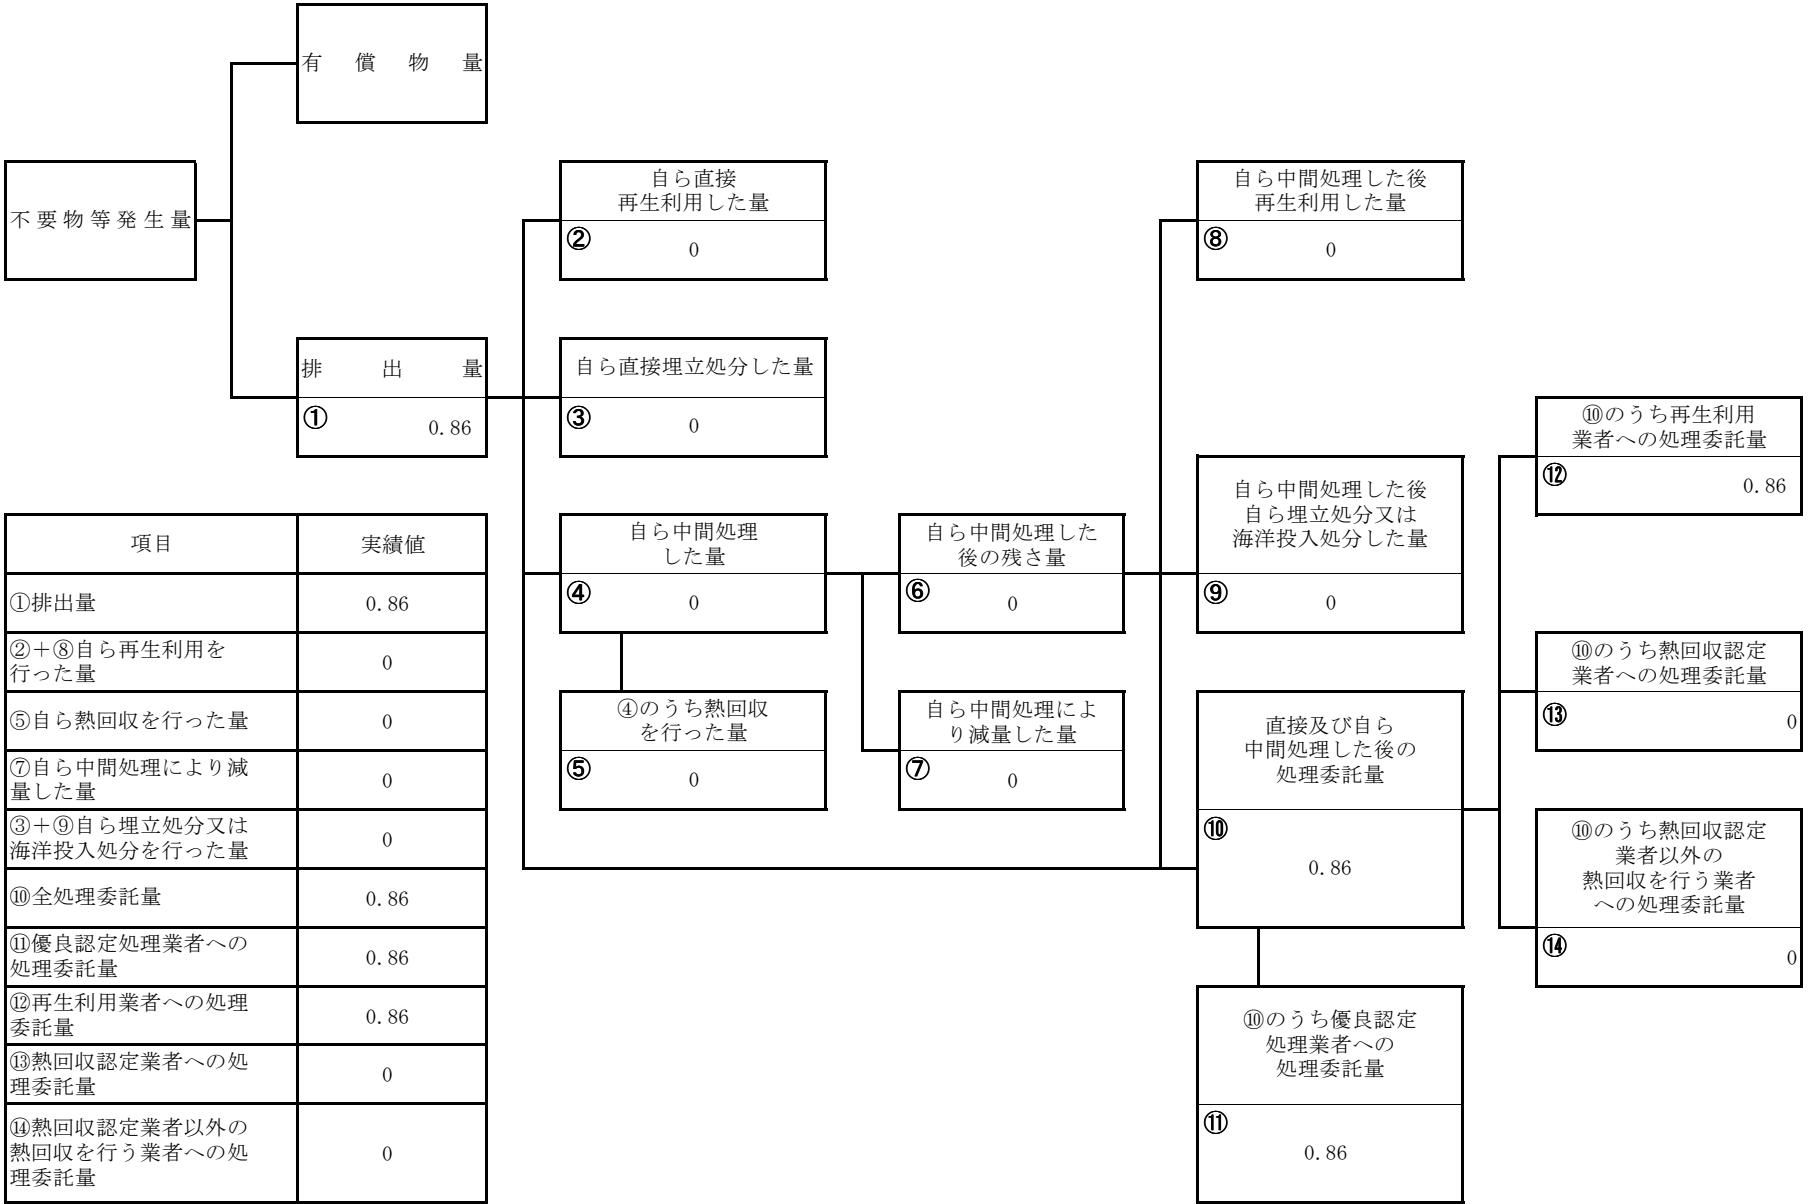 有償物量
不要物等発生量
排出量
①
0.86
自ら直接
再生利用した量
②
0
自ら直接埋立処分した量
③
0
自ら中間処理
した量
④
0
④のうち熱回収
を行った量
⑤
0
自ら中間処理した
後の残さ量
⑥
0
自ら中間処理によ
り減量した量
⑦
0
自ら中間処理した後
再生利用した量
⑧
0
自ら中間処理した後
自ら埋立処分又は
海洋投入処分した量
⑨
0
直接及び自ら
中間処理した後の
処理委託量
⑩
0.86
⑩のうち優良認定
処理業者への
処理委託量
⑪
0.86
⑩のうち再生利用
業者への処理委託量
⑫
0.86
⑩のうち熱回収認定
業者への処理委託量
⑬
0
⑩のうち熱回収認定
業者以外の
熱回収を行う業者
への処理委託量
⑭
0
項目 実績値
①排出量 0.86
②＋⑧自ら再生利用を
行った量
0
⑤自ら熱回収を行った量 0
⑦自ら中間処理により減
量した量
0
③＋⑨自ら埋立処分又は
海洋投入処分を行った量
0
⑩全処理委託量 0.86
⑪優良認定処理業者への
処理委託量
0.86
⑫再生利用業者への処理
委託量
0.86
⑬熱回収認定業者への処
理委託量
0
⑭熱回収認定業者以外の
熱回収を行う業者への処
理委託量
0